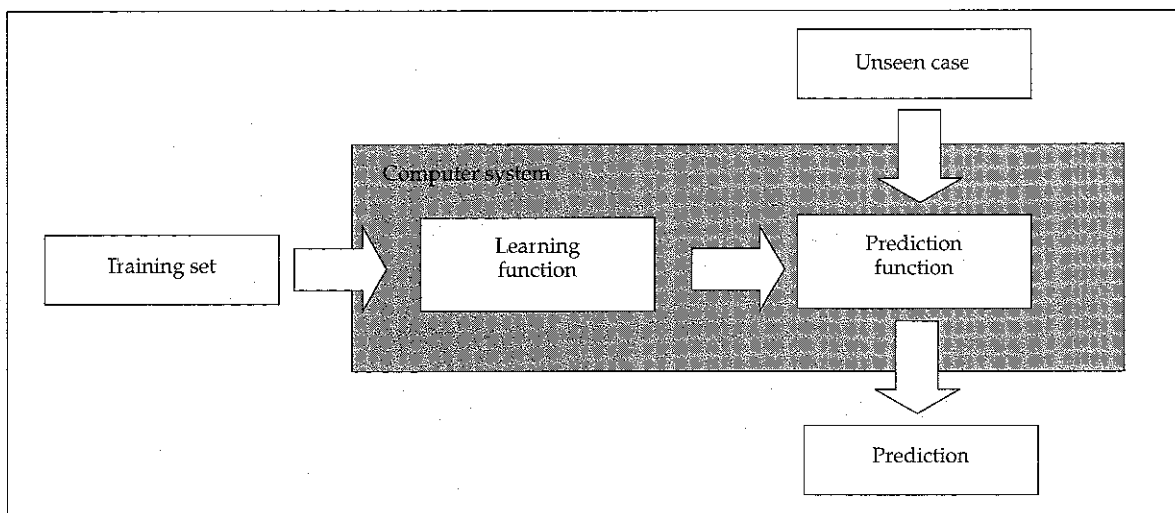 Unseen case
Computer system
Training set
Learning
function
Prediction
function
Prediction